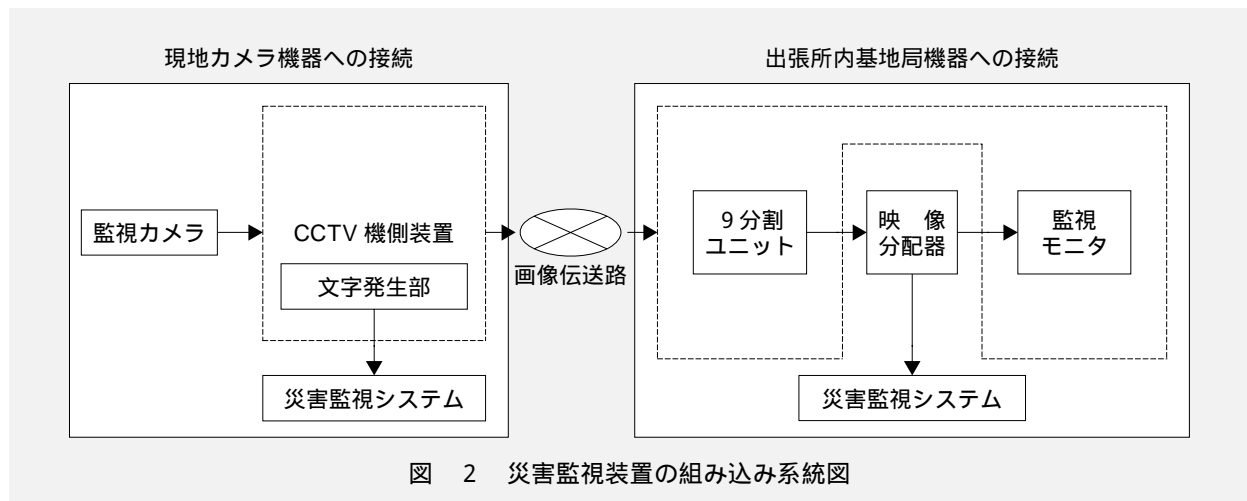 現地カメラ機器への接続
出張所内基地局機器への接続
監視カメラ
CCTV 機側装置
文字発生部
災害監視システム
画像伝送路
9 分割
ユニット
映　像
分配器
監視
モニタ
災害監視システム
図　2　災害監視装置の組み込み系統図